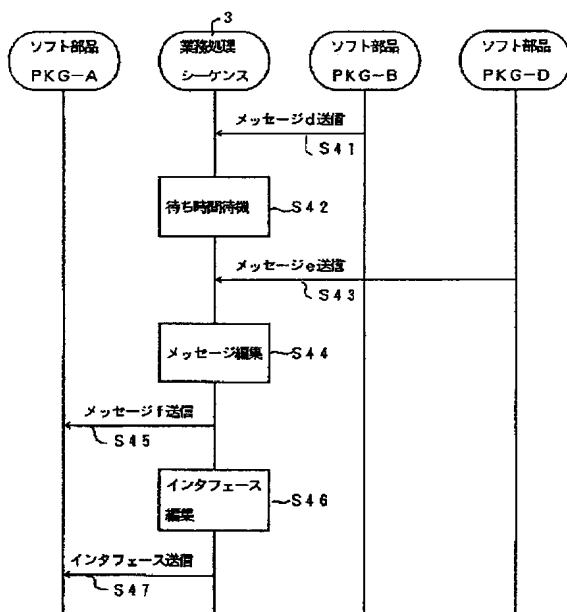 3
ソフト部品
PKG-A
業務処理
シーケンス
ソフト部品
PKG-B
ソフト部品
PKG-D
メッセージd送信
S41
待ち時間待機
S42
メッセージe送信
S43
メッセージ編集
S44
メッセージf送信
S45
インタフェース
編集
S46
インタフェース送信
S47